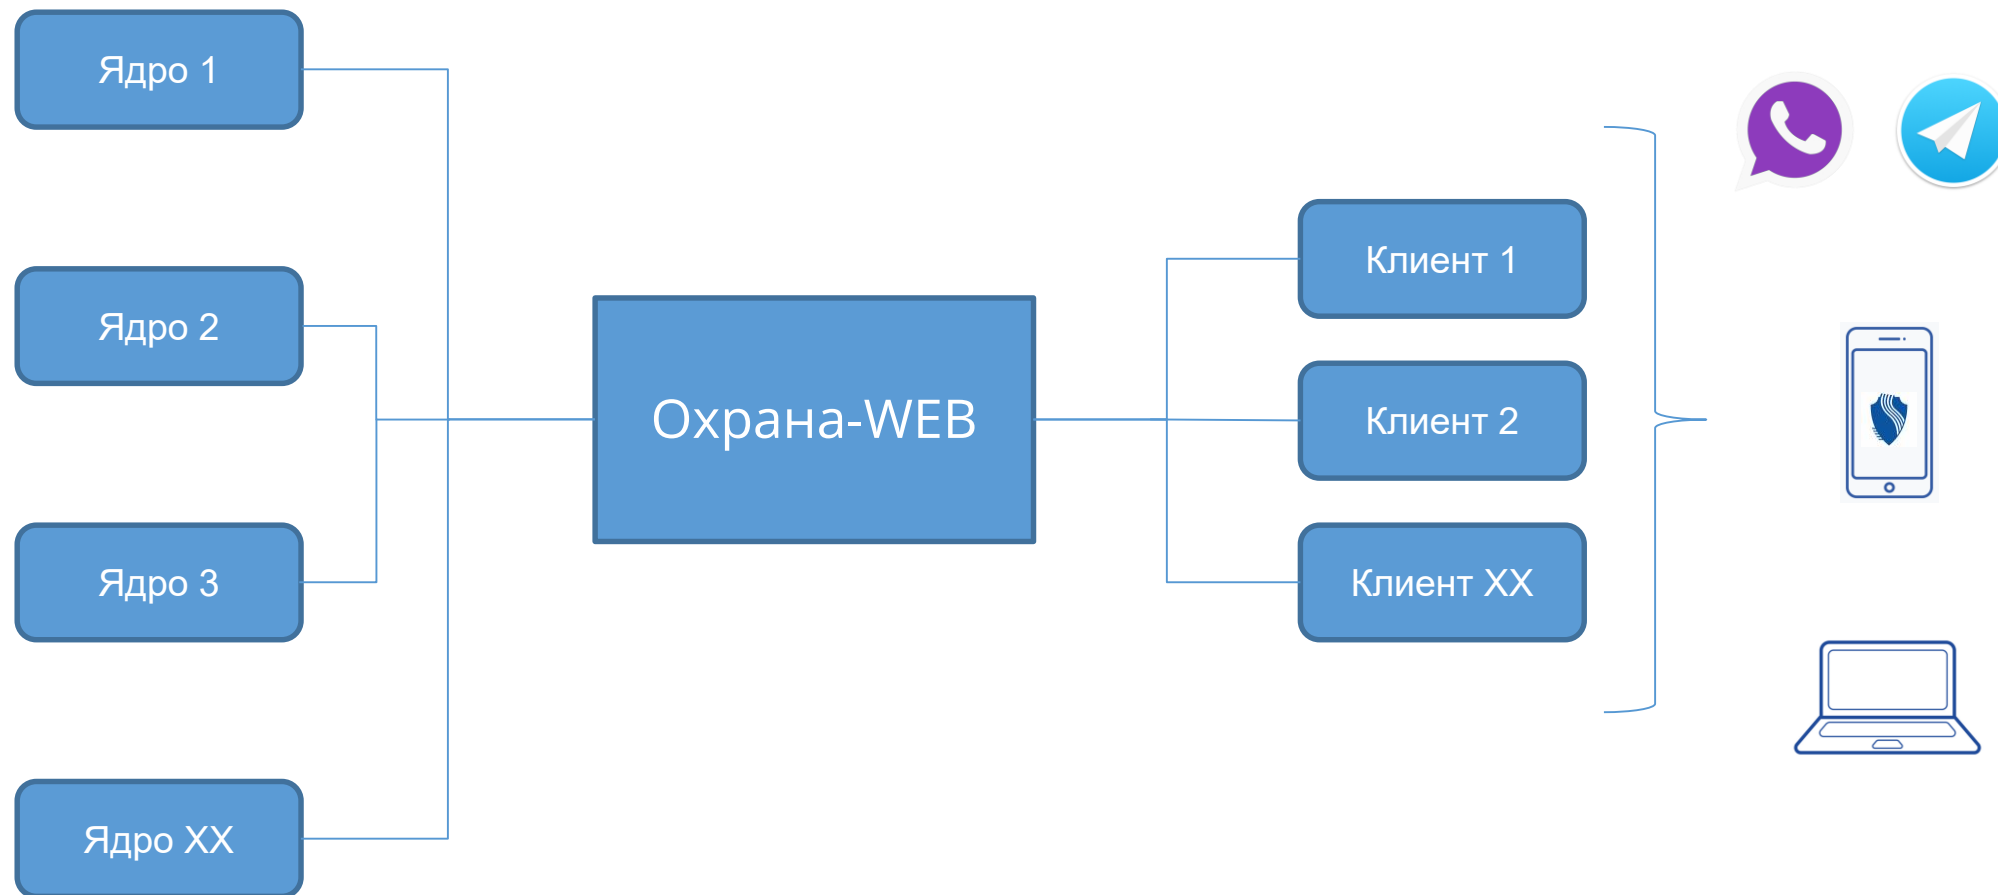 Ядро 1
Ядро 2
Ядро 3
Ядро XX
Охрана-WEB
Клиент 1
Клиент 2
Клиент XX